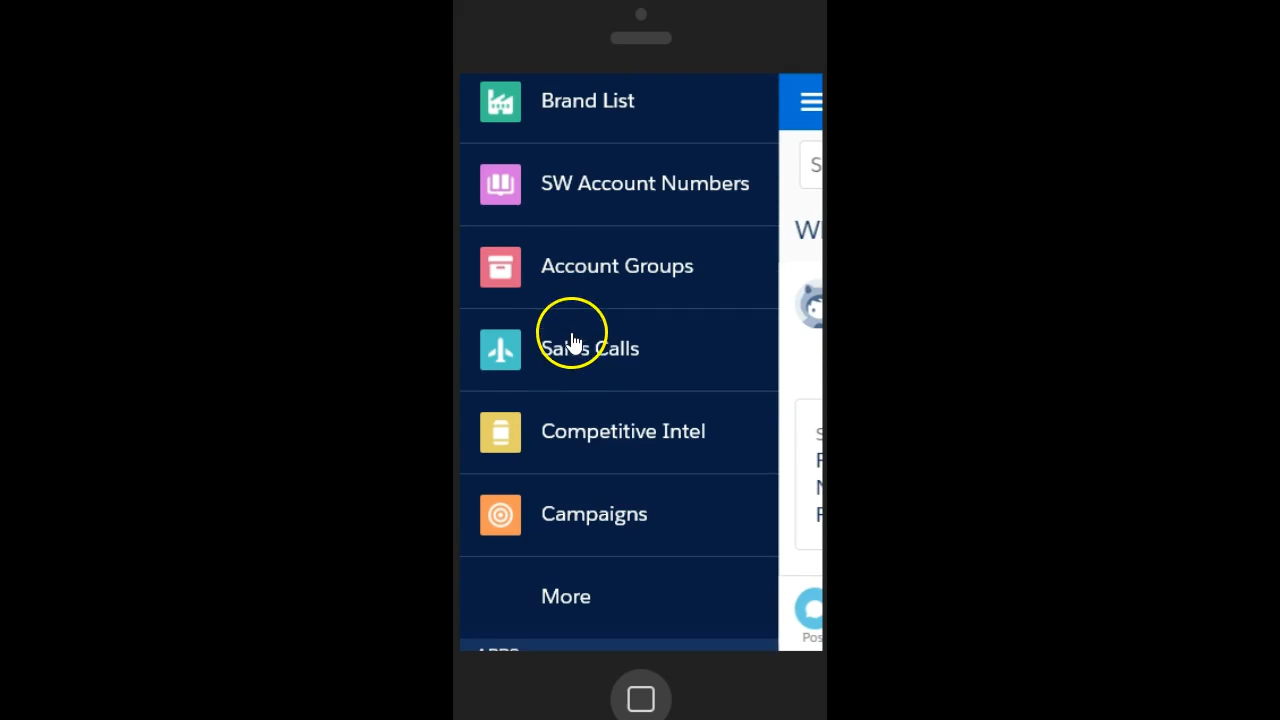 Brand List
SW Account Numbers
Account Groups
Sales Calls
Competitive Intel
Campaigns
More